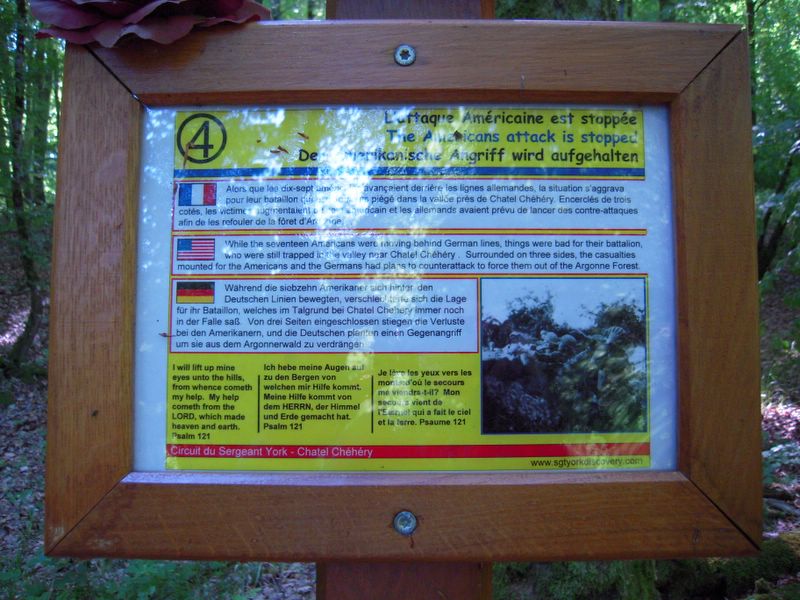 4
L'attaque Américaine est stoppée
The Americans attack is stopped
Der Amerikanische Angriff wird aufgehalten
Alors que les dix-sept avançaient derrière les lignes allemandes, la situation s'aggrava
pour leur bataillon qui piégé dans la vallée prés de Chatel Chéhéry. Encerclés de trois
cotés, les victimes augmentaient américain et les allemands avaient prévu de lancer des contre-attaques
afin de les refouler de la fôret d'Argonne.
While the seventeen Americans were moving behind German lines, things were bad for their battalion,
who were still trapped in the valley near Chatel Chéhéry . Surrounded on three sides, the casualties
mounted for the Americans and the Germans had plans to counterattack to force them out of the Argonne Forest.
Während die siebzehn Amerikaner sich hinter den
Deutschen Linien bewegten, verschlechterte sich die Lage
für ihr Bataillon, welches im Talgrund bei Chatel Chehery immer noch
in der Falle saß. Von drei Seiten eingeschlossen stiegen die Verluste
bei den Amerikanern, und die Deutschen planten einen Gegenangriff
um sie aus dem Argonnerwald zu verdrängen.
I will lift up mine
eyes unto the hills,
from whence cometh
my help. My help
cometh from the
LORD, which made
heaven and earth.
Psalm 121
Ich hebe meine Augen auf
zu den Bergen von
welchen mir Hilfe kommt.
Meine Hilfe kommt von
dem HERRN, der Himmel
und Erde gemacht hat.
Psalm 121
Je lève les yeux vers les
monts d'où le secours
me viendra-t-il? Mon
secours vient de
l'Eternel qui a fait le ciel
et la terre. Psaume 121
Circuit du Sergeant York - Chatel Chéhéry
www.sgtyorkdiscovery.com